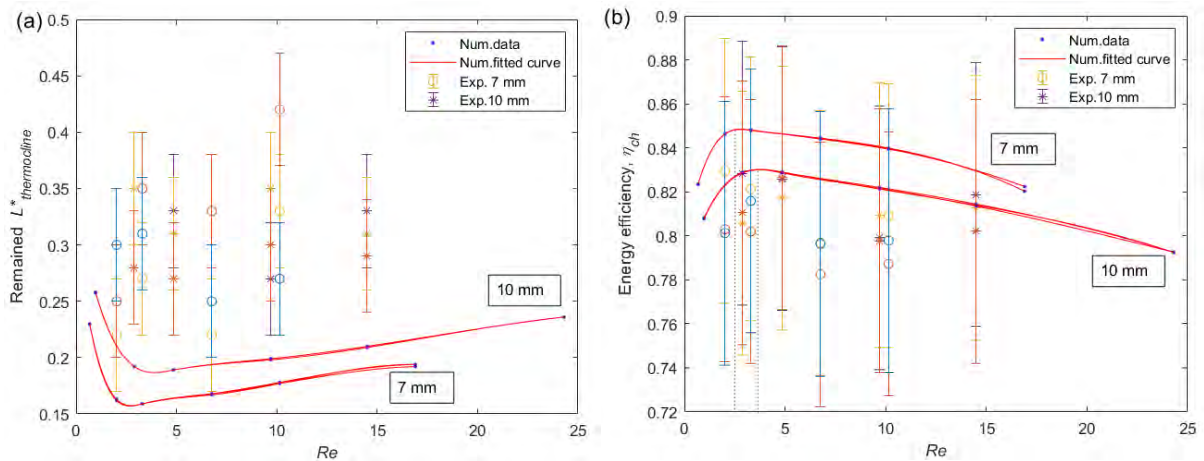 (a)
0.5
0.45
0.4
0.35
0.3
0.25
0.2
0.15
0
5
10
15
20
25
Remained L*thermocline
Re
Num.data
Num.fitted curve
Exp. 7 mm
Exp.10 mm
10 mm
7 mm
(b)
0.9
0.88
0.86
0.84
0.82
0.8
0.78
0.76
0.74
0.72
0
5
10
15
20
25
Energy efficiency, ηch
Re
Num.data
Num.fitted curve
Exp. 7 mm
Exp.10 mm
7 mm
10 mm